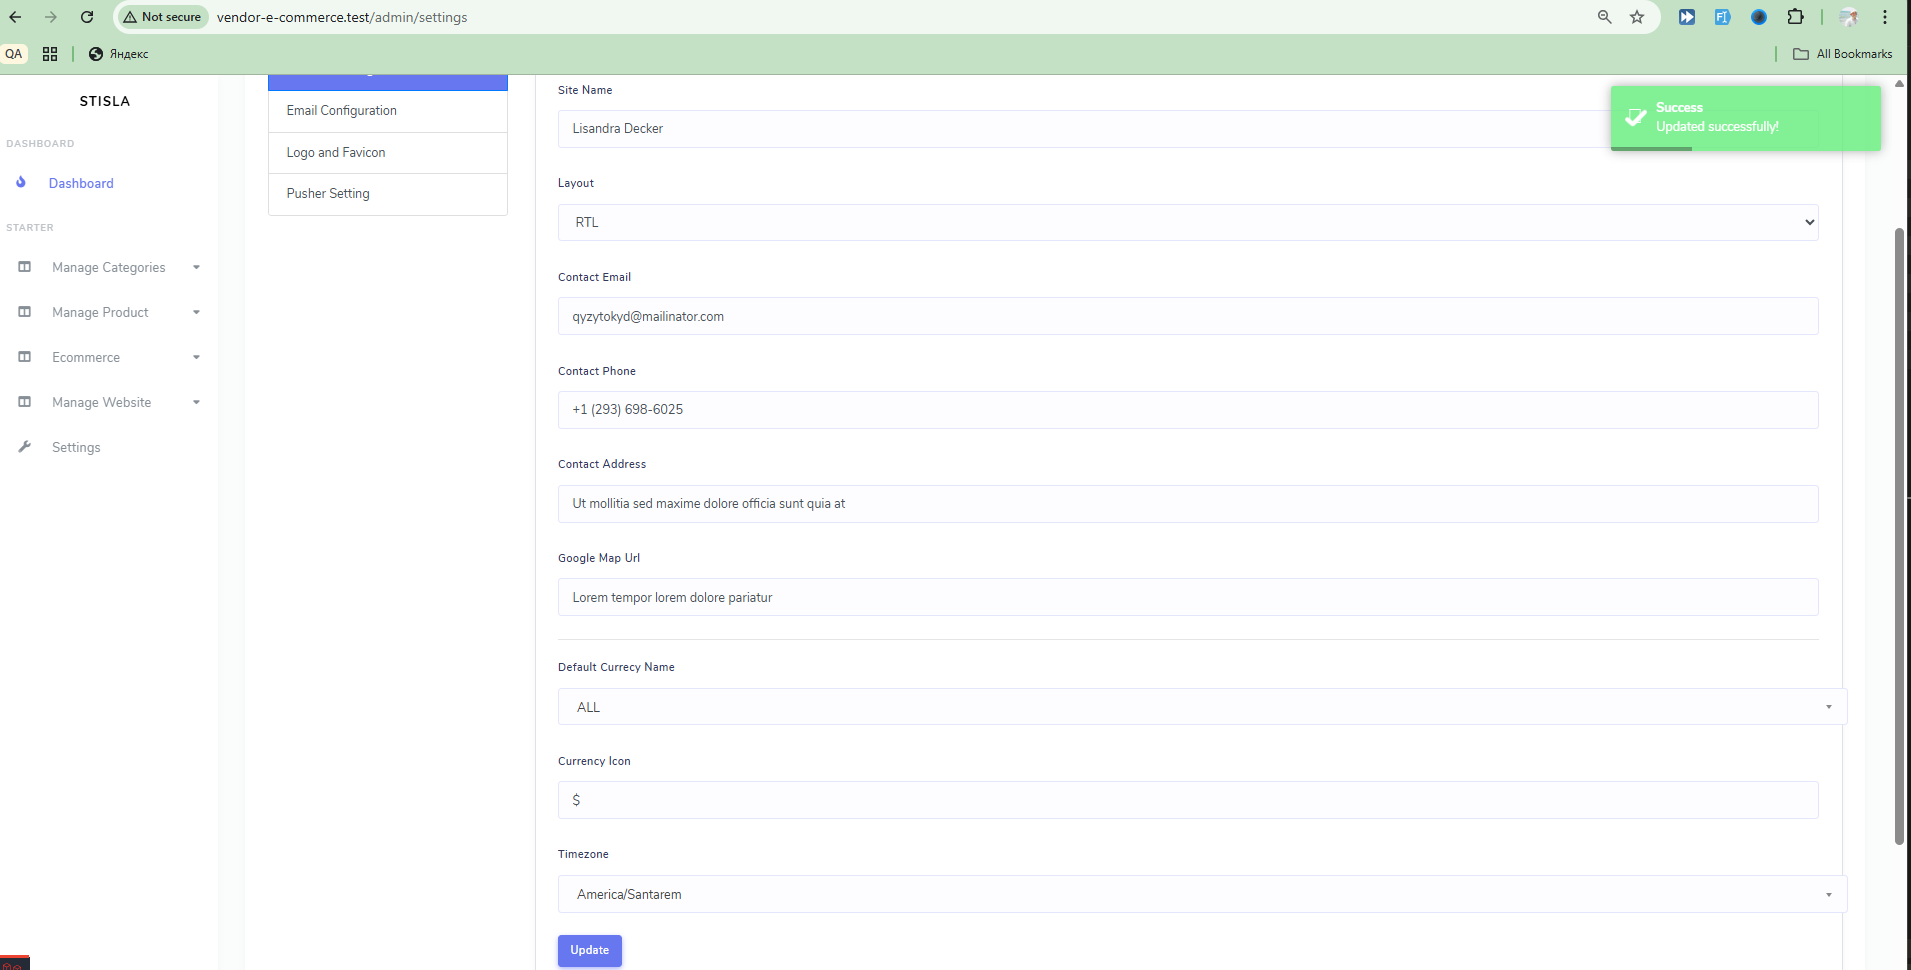 Not secure
vendor-e-commerce.test/admin/settings
QA
Яндекс
All Bookmarks
STISLA
DASHBOARD
Dashboard
STARTER
Manage Categories
Manage Product
Ecommerce
Manage Website
Settings
Email Configuration
Logo and Favicon
Pusher Setting
Site Name
Lisandra Decker
Success
Updated successfully!
Layout
RTL
Contact Email
qyzytokyd@mailinator.com
Contact Phone
+1 (293) 698-6025
Contact Address
Ut mollitia sed maxime dolore officia sunt quia at
Google Map Url
Lorem tempor lorem dolore pariatur
Default Currecy Name
ALL
Currency Icon
$
Timezone
America/Santarem
Update